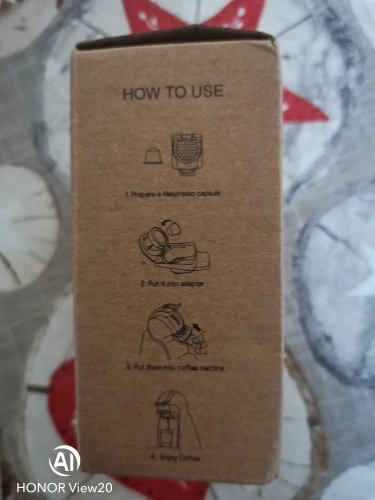 HOW TO USE
1. Prepare a Nespresso capsule
2. Put it into adapter
3. Put them into coffee machine
4. Enjoy Coffee
AI
HONOR View20